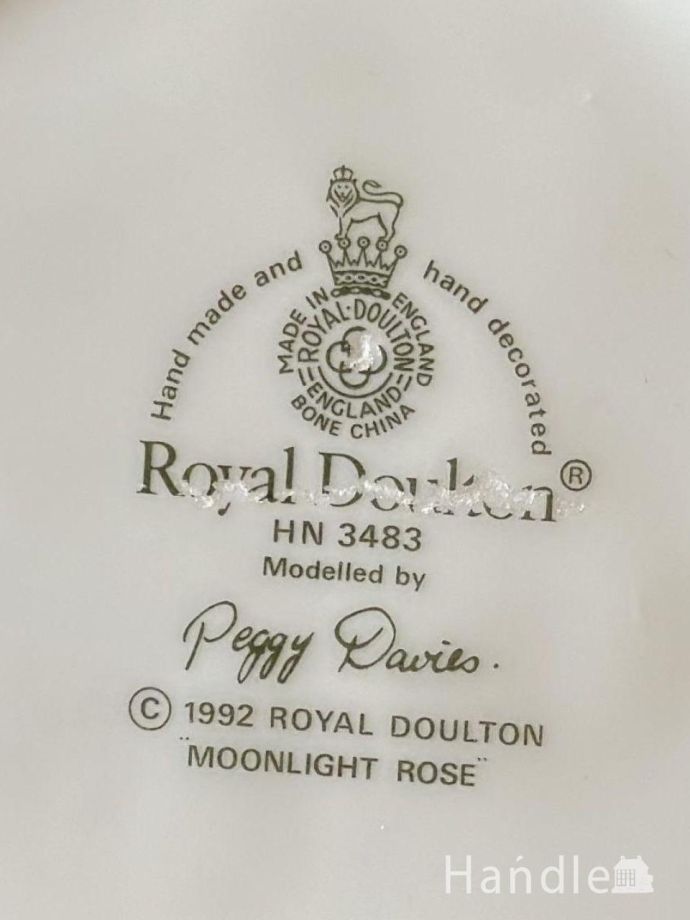 Hand made and hand decorated
MADE IN ENGLAND
ROYAL·DOULTON
ENGLAND
BONE CHINA
Royal Doulton®
HN 3483
Modelled by
Peggy Davies.
© 1992 ROYAL DOULTON
"MOONLIGHT ROSE"
Handle